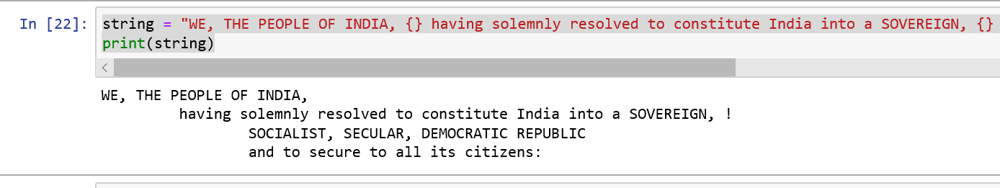 In [22]: string = "WE, THE PEOPLE OF INDIA, {} having solemnly resolved to constitute India into a SOVEREIGN, {}
print(string)
WE, THE PEOPLE OF INDIA,
having solemnly resolved to constitute India into a SOVEREIGN, !
SOCIALIST, SECULAR, DEMOCRATIC REPUBLIC
and to secure to all its citizens: